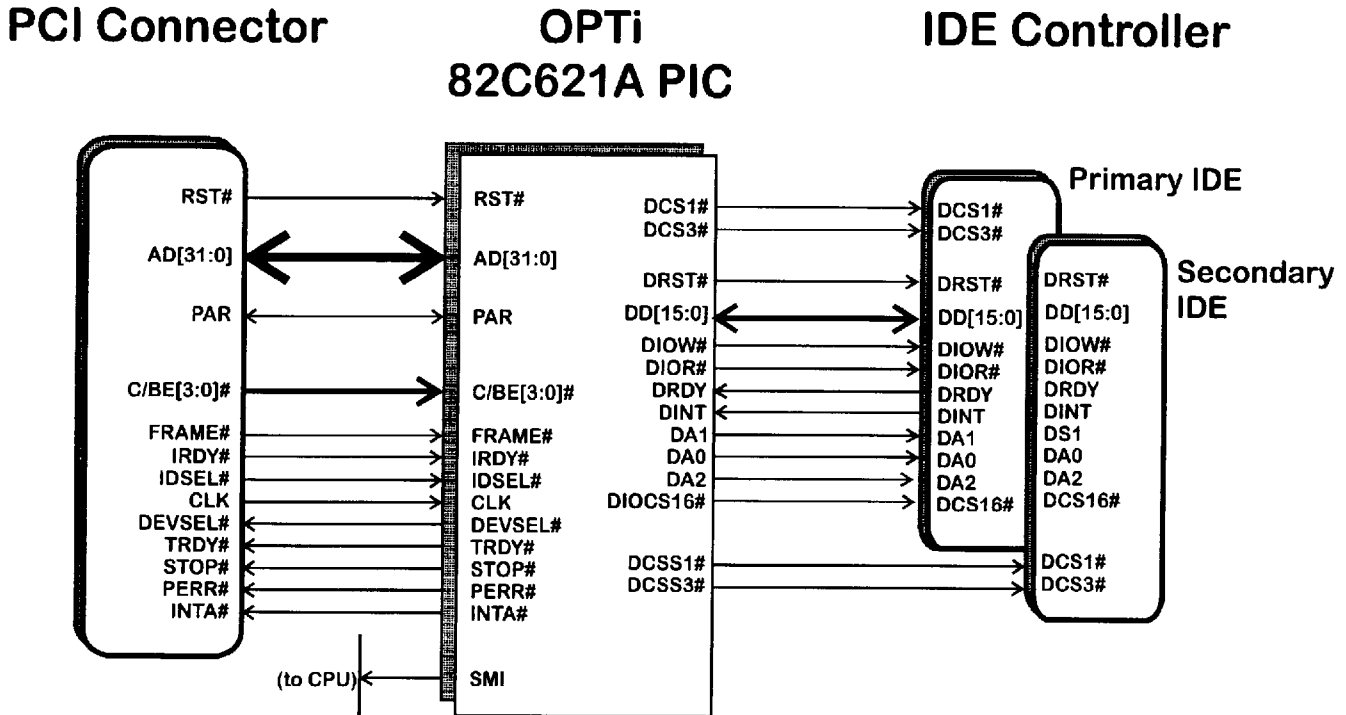 PCI Connector
OPTi
82C621A PIC
IDE Controller
RST#
AD[31:0]
PAR
C/BE[3:0]#
FRAME#
IRDY#
IDSEL#
CLK
DEVSEL#
TRDY#
STOP#
PERR#
INTA#
(to CPU)
RST#
AD[31:0]
PAR
C/BE[3:0]#
FRAME#
IRDY#
IDSEL#
CLK
DEVSEL#
TRDY#
STOP#
PERR#
INTA#
SMI
DCS1#
DCS3#
DRST#
DD[15:0]
DIOW#
DIOR#
DRDY
DINT
DA1
DA0
DA2
DIOCS16#
DCSS1#
DCSS3#
Primary IDE
DCS1#
DCS3#
DRST#
DD[15:0]
DIOW#
DIOR#
DRDY
DINT
DA1
DA0
DA2
DCS16#
Secondary
IDE
DRST#
DD[15:0]
DIOW#
DIOR#
DRDY
DINT
DS1
DA0
DA2
DCS16#
DCS1#
DCS3#